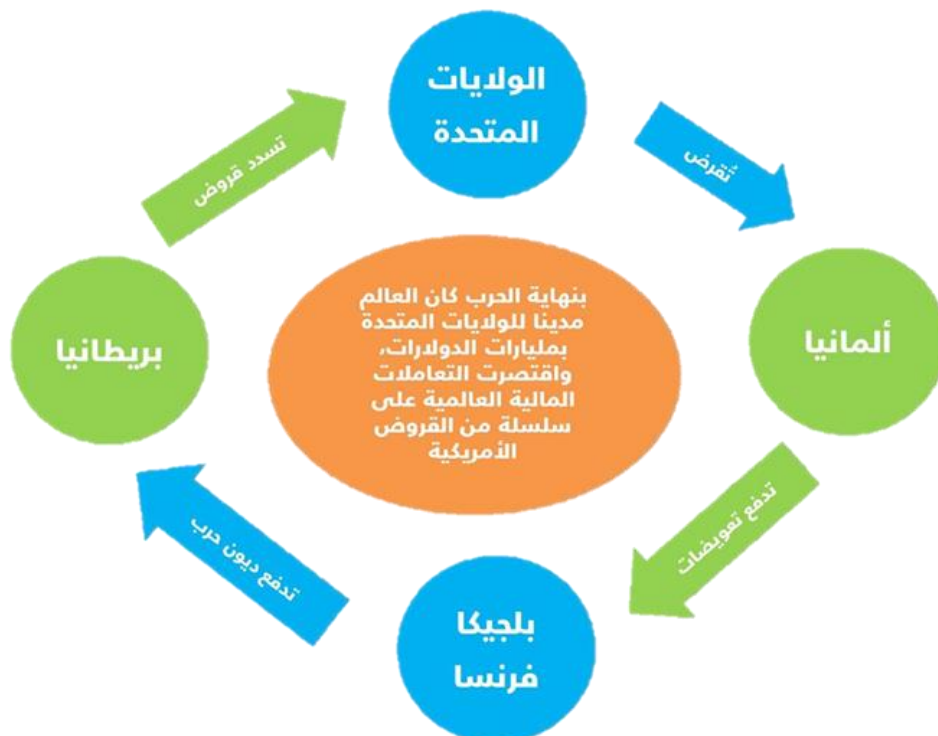 الولايات
المتحدة
تُقرض
ألمانيا
تدفع تعويضات
بلجيكا
فرنسا
تدفع ديون حرب
بريطانيا
تسدد قروض
بنهاية الحرب كان العالم
مدينا للولايات المتحدة
بمليارات الدولارات،
واقتصرت التعاملات
المالية العالمية على
سلسلة من القروض
الأمريكية